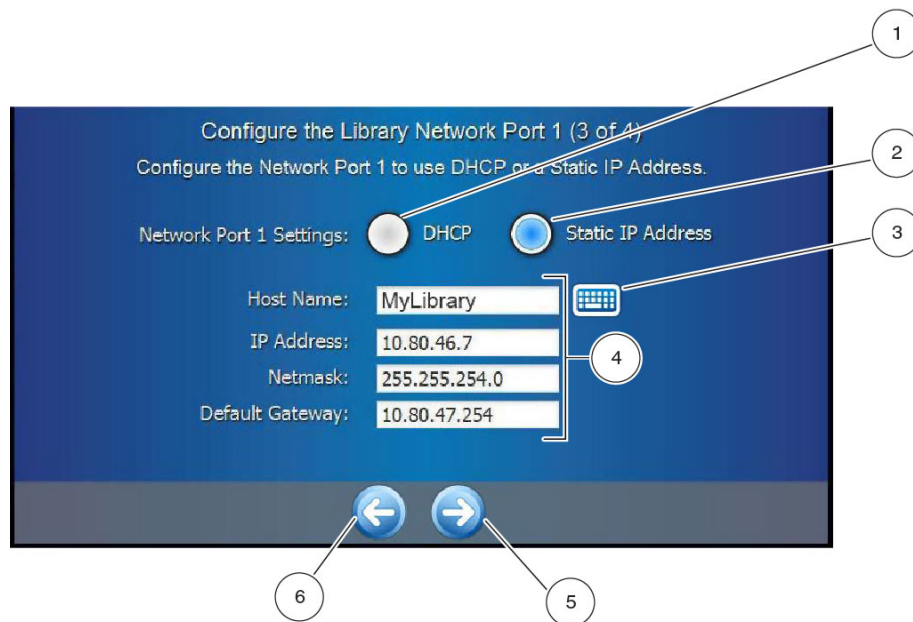 1
Configure the Library Network Port 1 (3 of 4)
Configure the Network Port 1 to use DHCP or a Static IP Address.
2
Network Port 1 Settings: DHCP Static IP Address
3
Host Name: MyLibrary
IP Address: 10.80.46.7
4
Netmask: 255.255.254.0
Default Gateway: 10.80.47.254
6
5